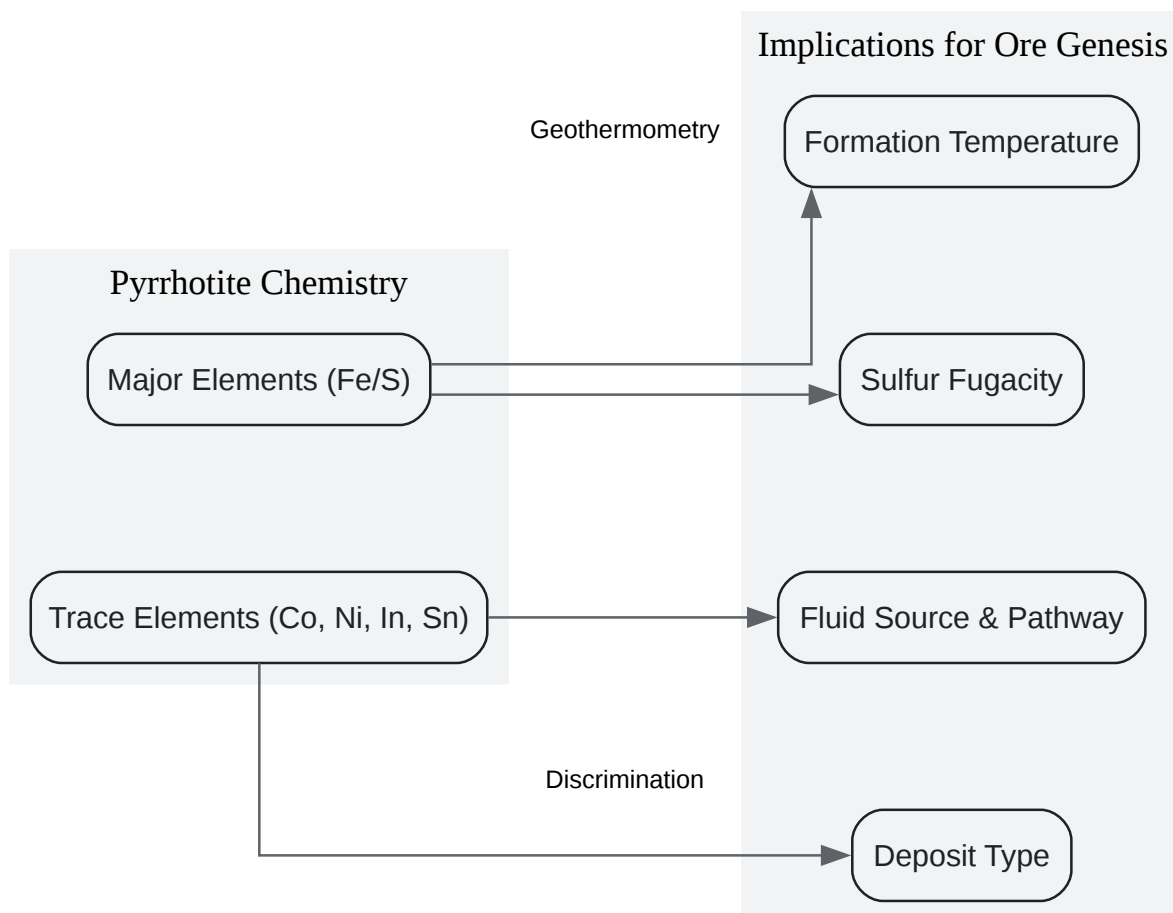 Implications for Ore Genesis
Geothermometry
Formation Temperature
Pyrrhotite Chemistry
Major Elements (Fe/S)
Sulfur Fugacity
Trace Elements (Co, Ni, In, Sn)
Fluid Source & Pathway
Discrimination
Deposit Type